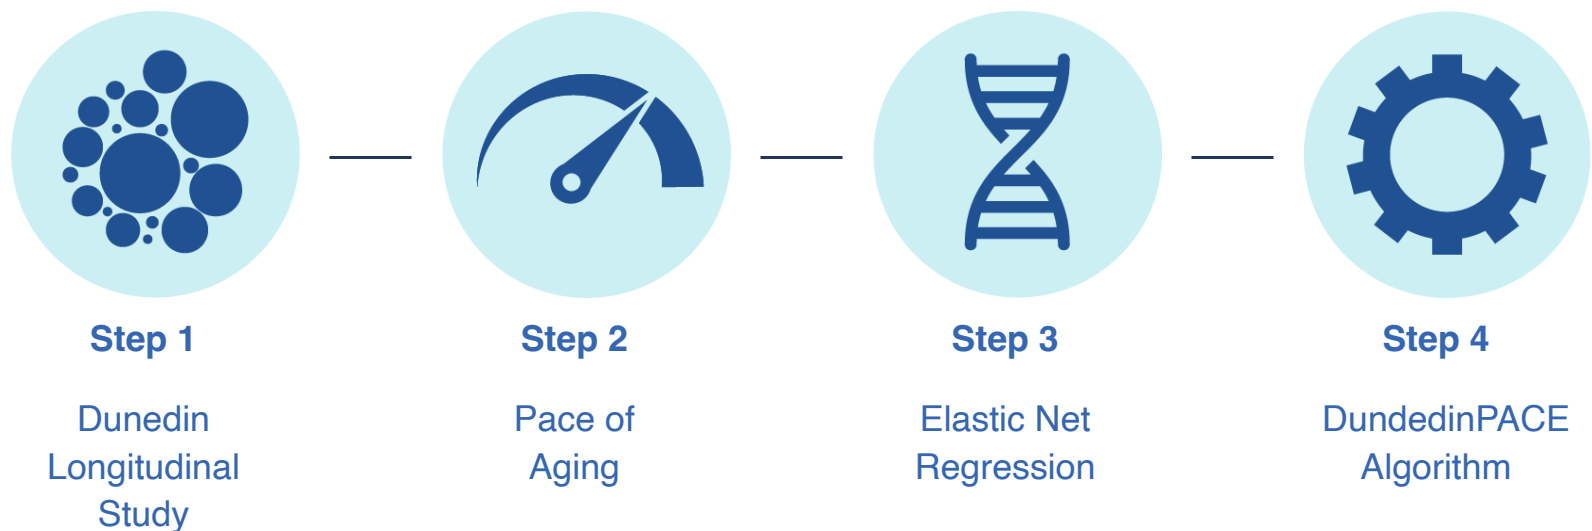 Step 1
Dunedin
Longitudinal
Study
Step 2
Pace of
Aging
Step 3
Elastic Net
Regression
Step 4
DundedinPACE
Algorithm